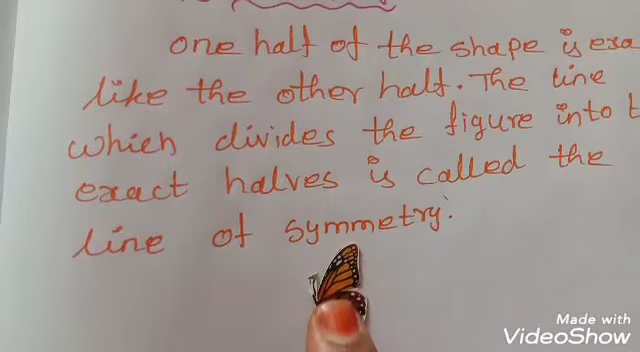 one half of the shape is exa
like the other half. The line
which divides the figure into t
exact halves is called the
line of symmetry.
Made with
VideoShow